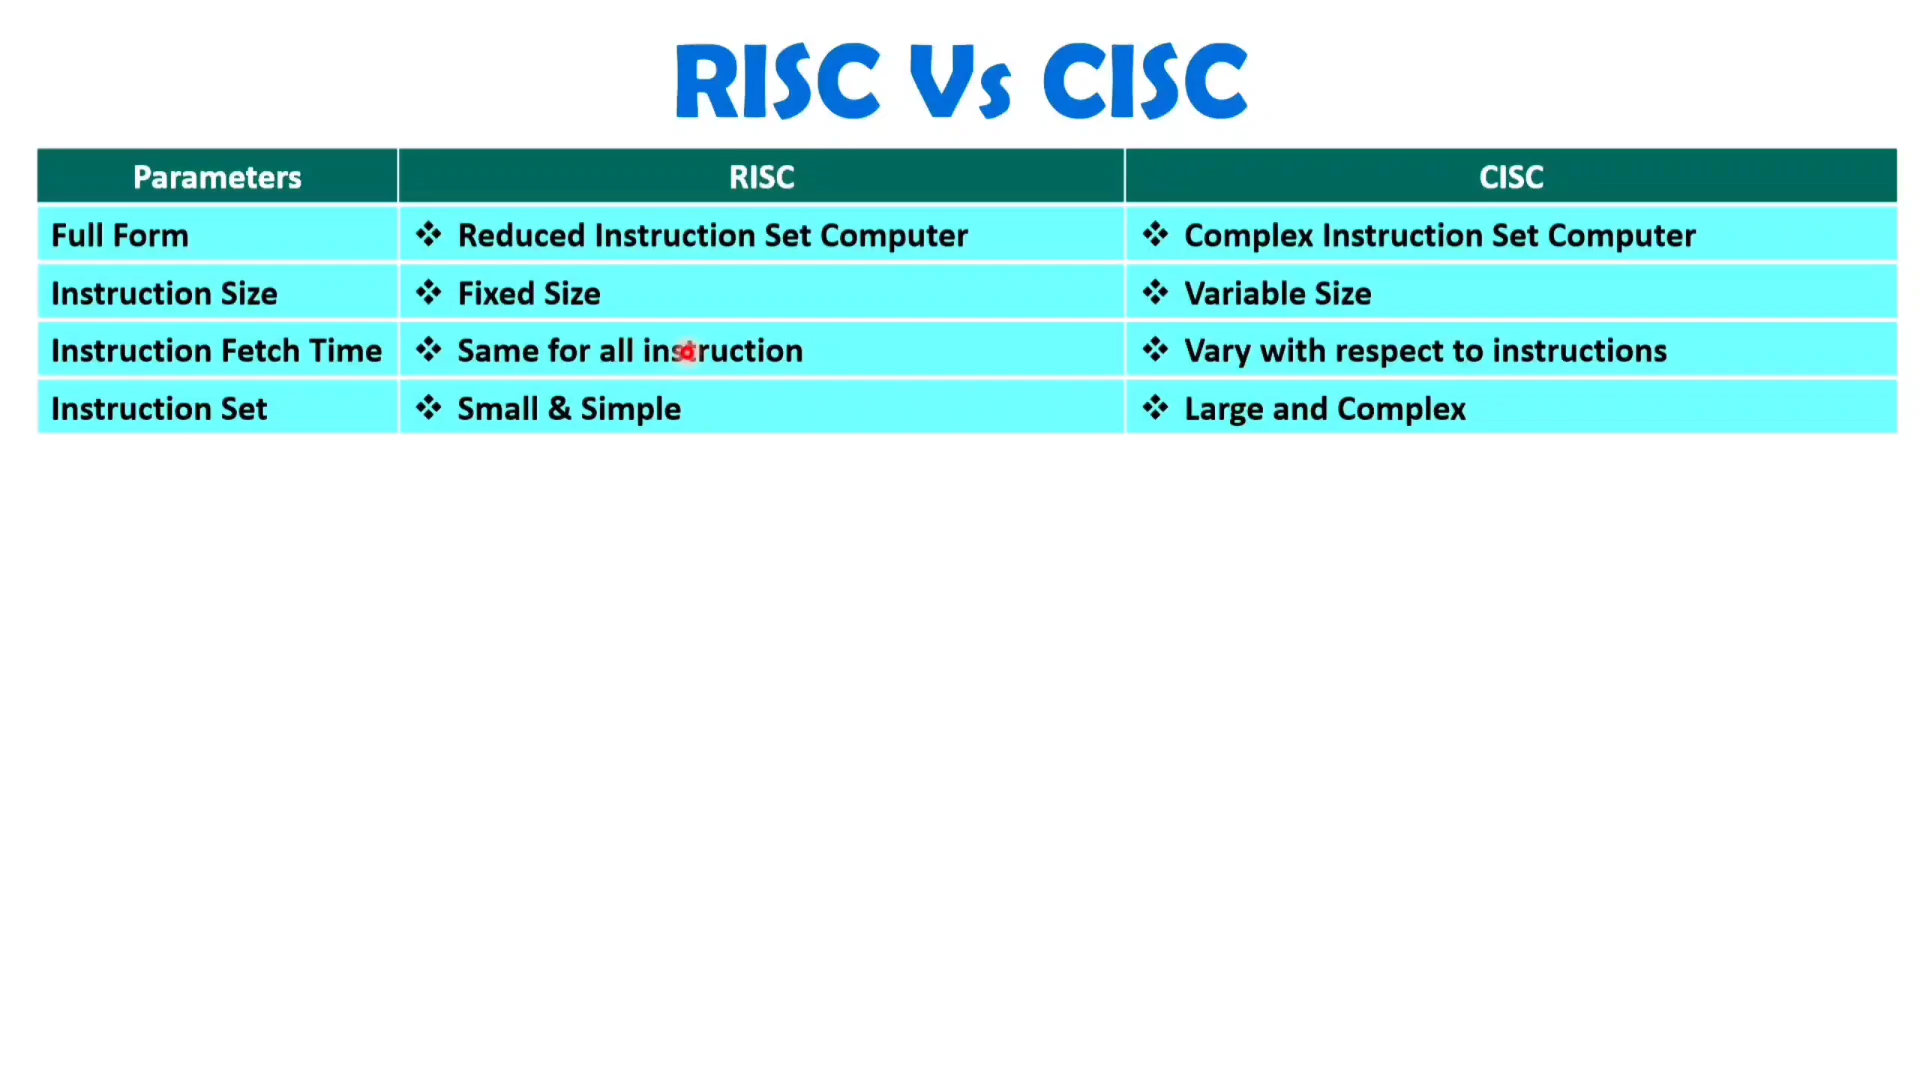 RISC Vs CISC
Parameters RISC CISC
Full Form ❖ Reduced Instruction Set Computer ❖ Complex Instruction Set Computer
Instruction Size ❖ Fixed Size ❖ Variable Size
Instruction Fetch Time ❖ Same for all instruction ❖ Vary with respect to instructions
Instruction Set ❖ Small & Simple ❖ Large and Complex